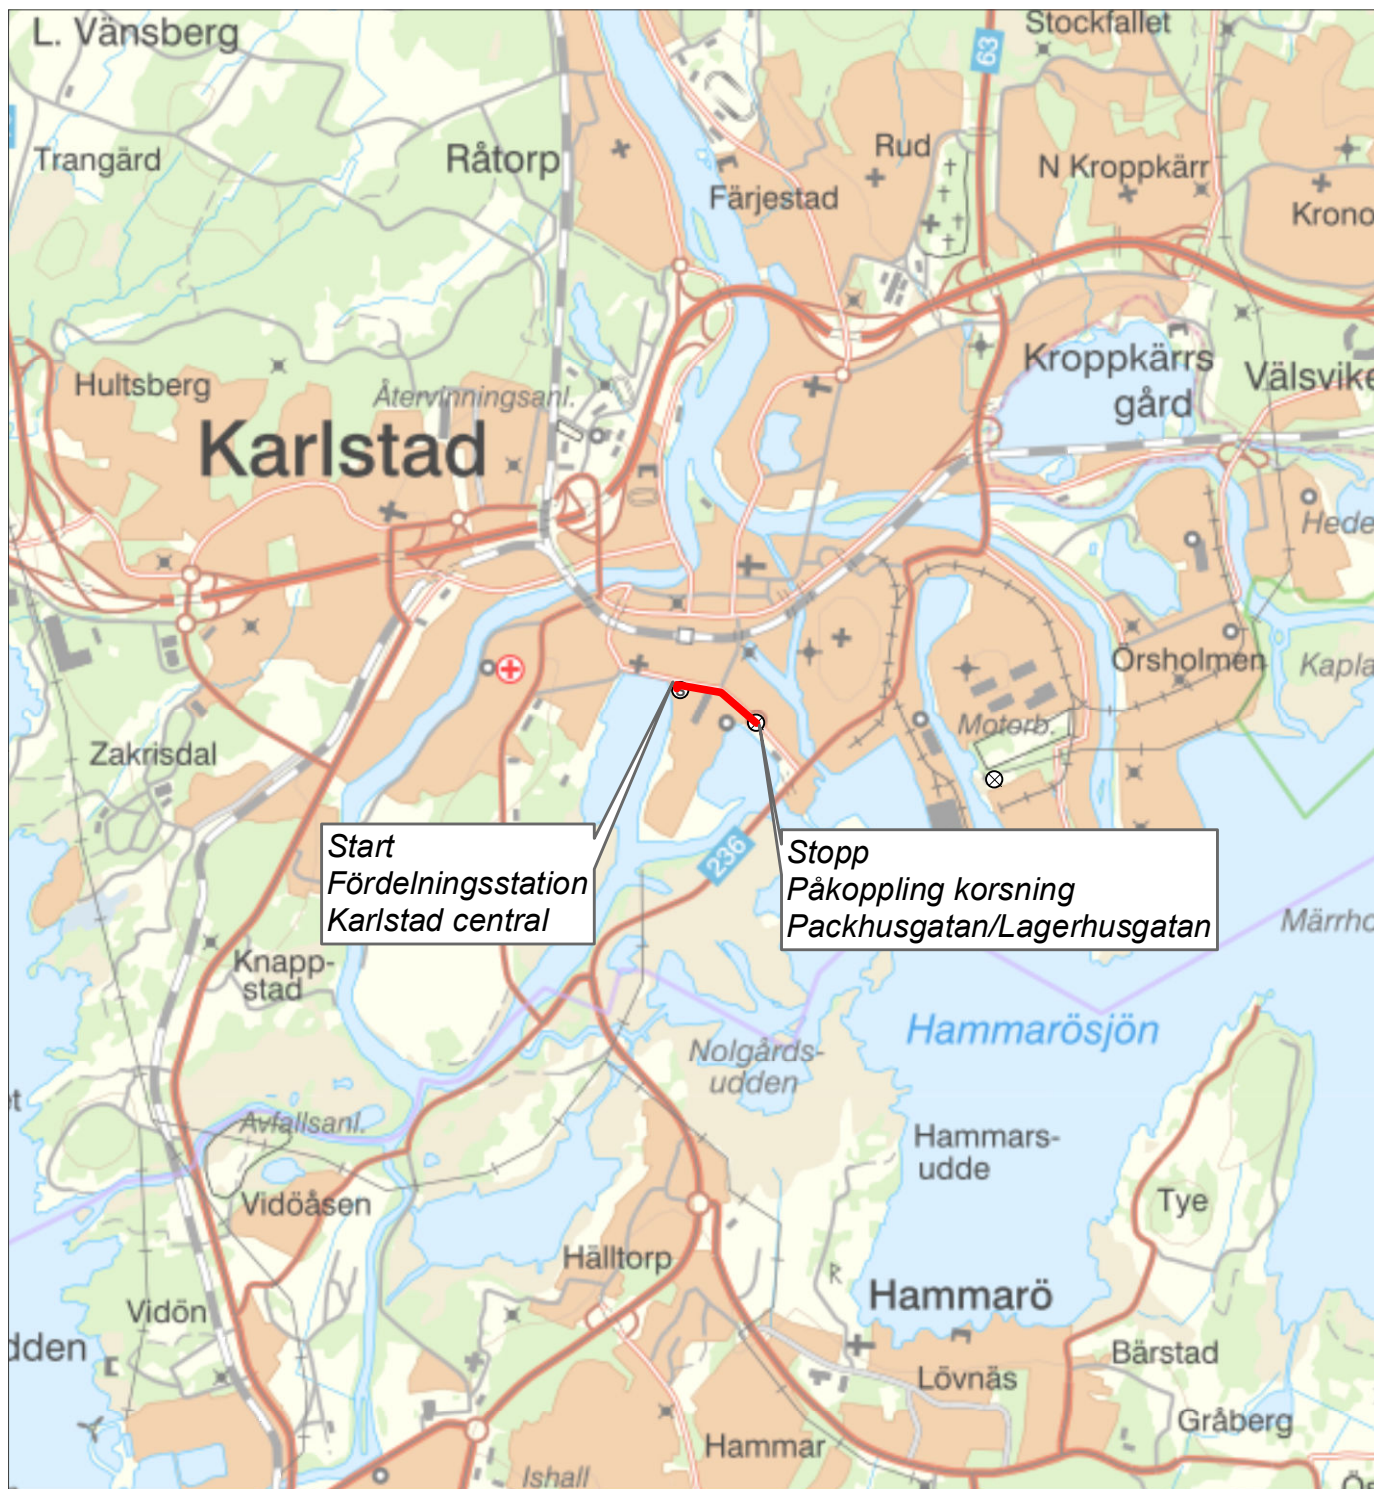 L. Vänsberg
Stockfallet
63
Trangärd
Råtorp
Rud
N Kroppkärr
Färjestad
Krono
Hultsberg
Återvinningsanl.
Kroppkärrs
gård
Välsvike
Karlstad
Hede
Örsholmen
Kapla
Zakrisdal
Moterb.
Start
Fördelningsstation
Karlstad central
236
Stopp
Påkoppling korsning
Packhusgatan/Lagerhusgatan
Märrho
Knapp-
stad
Hammarösjön
Nolgårds-
udden
Avfallsanl.
Hammars-
udde
Vidöåsen
Tye
Hälltorp
R
Hammarö
Vidön
dden
Bärstad
Lövnäs
Gråberg
Hammar
Ishall
Ös